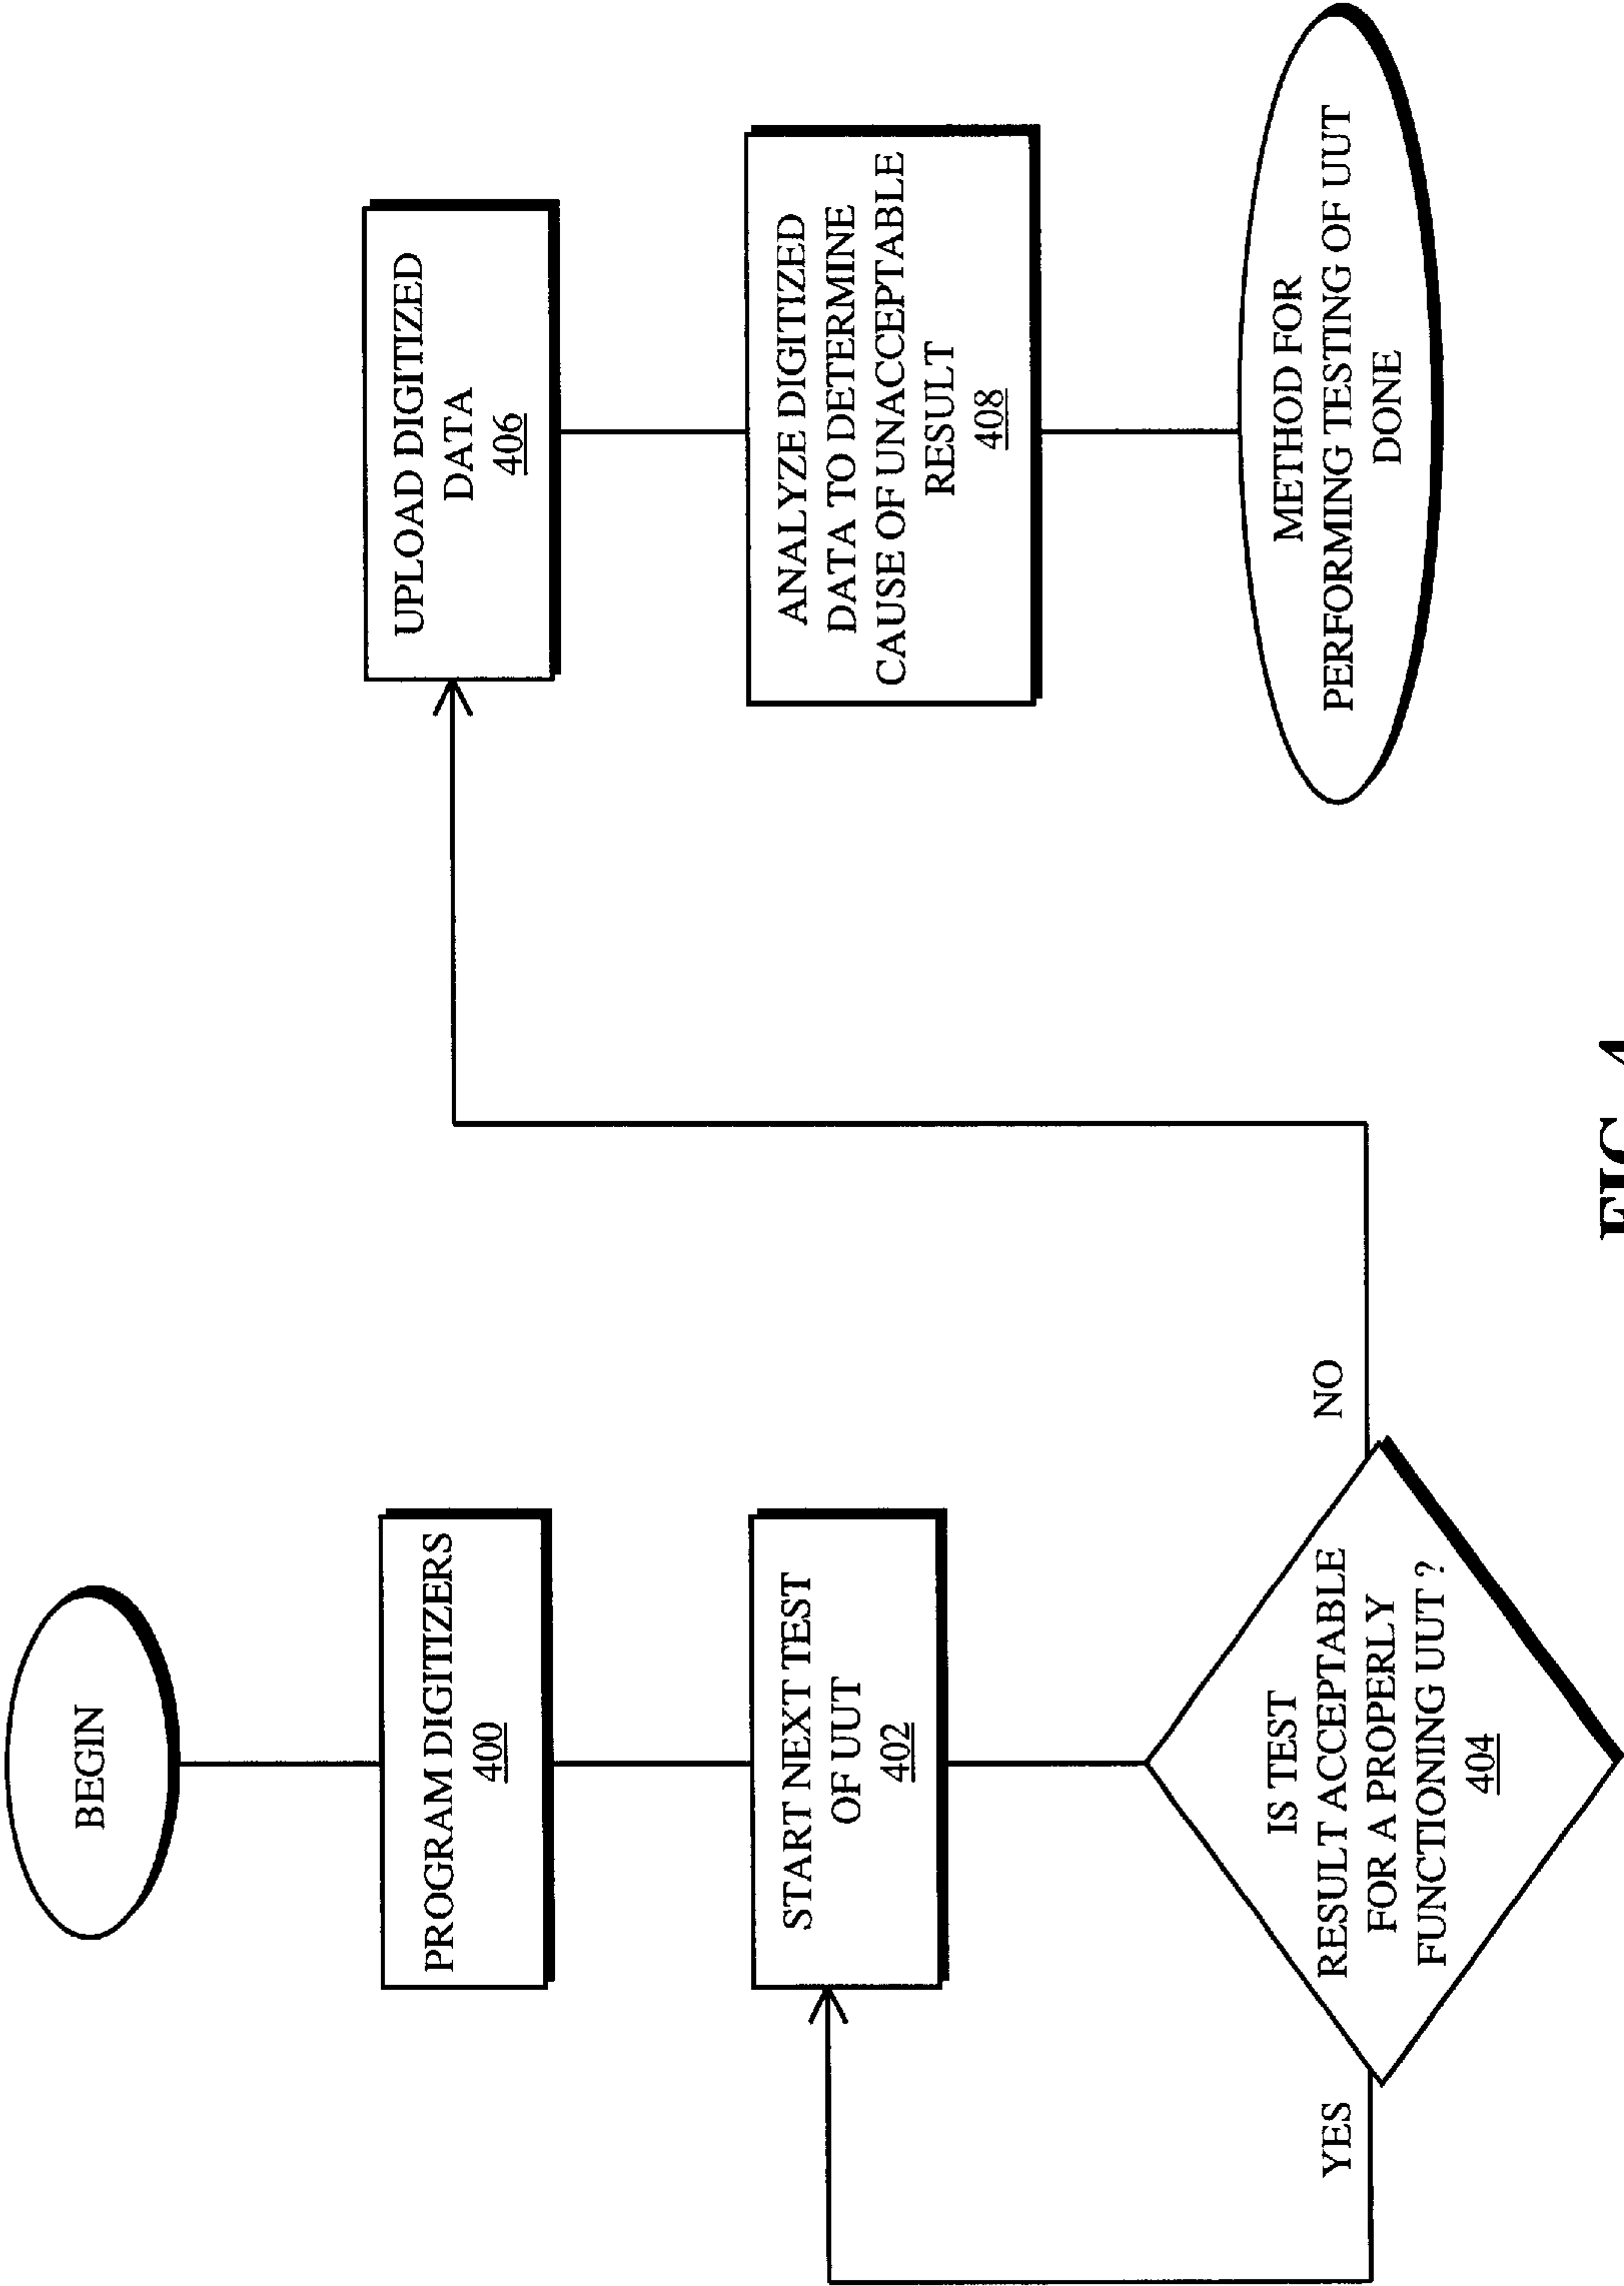 BEGIN
PROGRAM DIGITIZERS
400
START NEXT TEST
OF UUT
402
IS TEST
RESULT ACCEPTABLE
FOR A PROPERLY
FUNCTIONING UUT ?
404
YES
NO
UPLOAD DIGITIZED
DATA
406
ANALYZE DIGITIZED
DATA TO DETERMINE
CAUSE OF UNACCEPTABLE
RESULT
408
METHOD FOR
PERFORMING TESTING OF UUT
DONE
FIG. 4